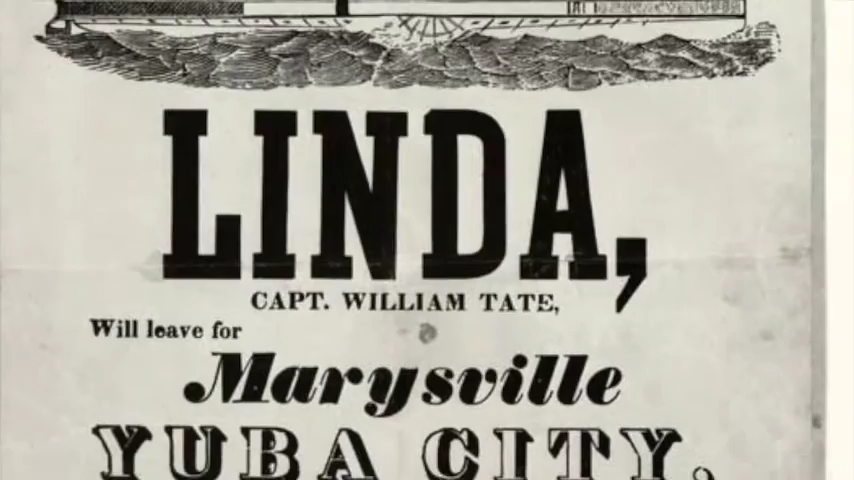 LINDA,
CAPT. WILLIAM TATE,
Will leave for
Marysville
YUBA CITY,